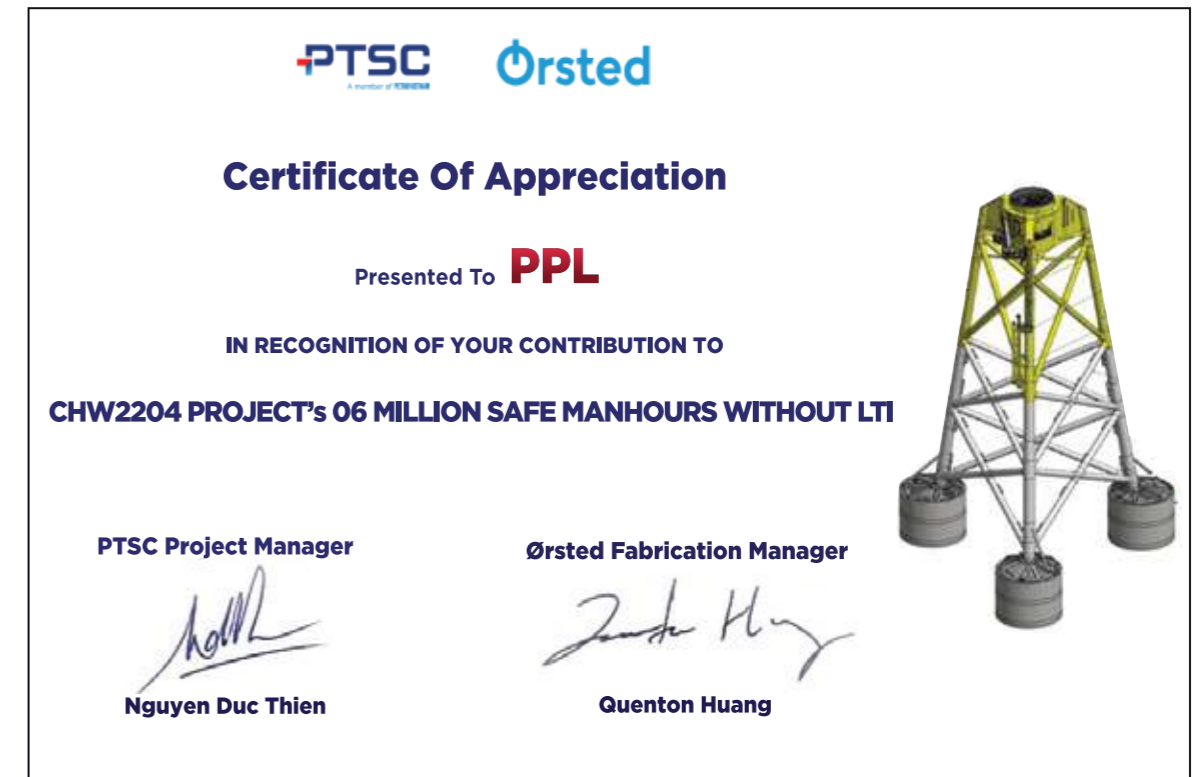 PTSC
A member of PETROVIETNAM
Ørsted
Certificate Of Appreciation
Presented To PPL
IN RECOGNITION OF YOUR CONTRIBUTION TO
CHW2204 PROJECT's 06 MILLION SAFE MANHOURS WITHOUT LTI
PTSC Project Manager
Ørsted Fabrication Manager
Nguyen Duc Thien
Quenton Huang